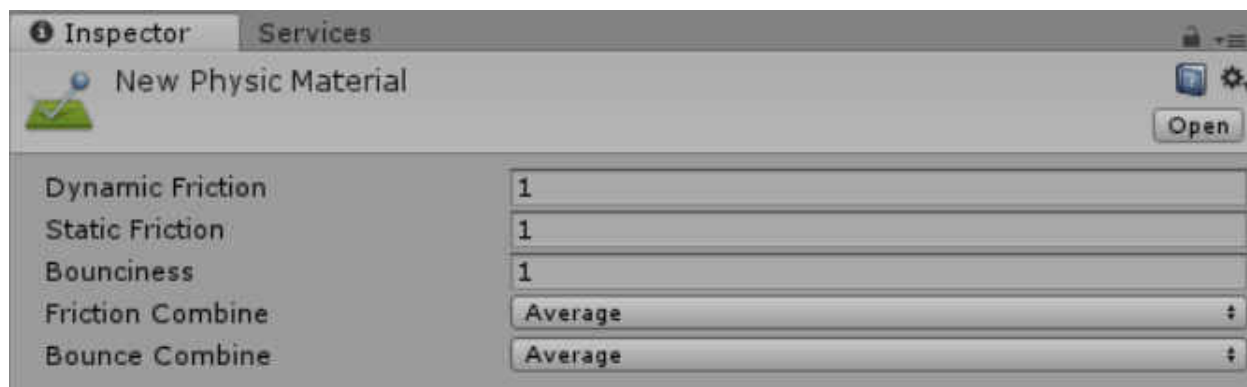 Inspector Services
New Physic Material
Open
Dynamic Friction 1
Static Friction 1
Bounciness 1
Friction Combine Average
Bounce Combine Average